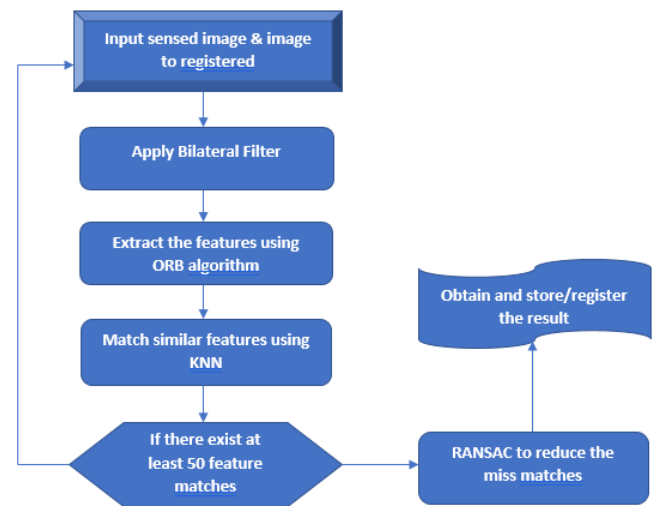 Input sensed image & image
to registered
Apply Bilateral Filter
Extract the features using
ORB algorithm
Match similar features using
KNN
If there exist at
least 50 feature
matches
RANSAC to reduce the
miss matches
Obtain and store/register
the result